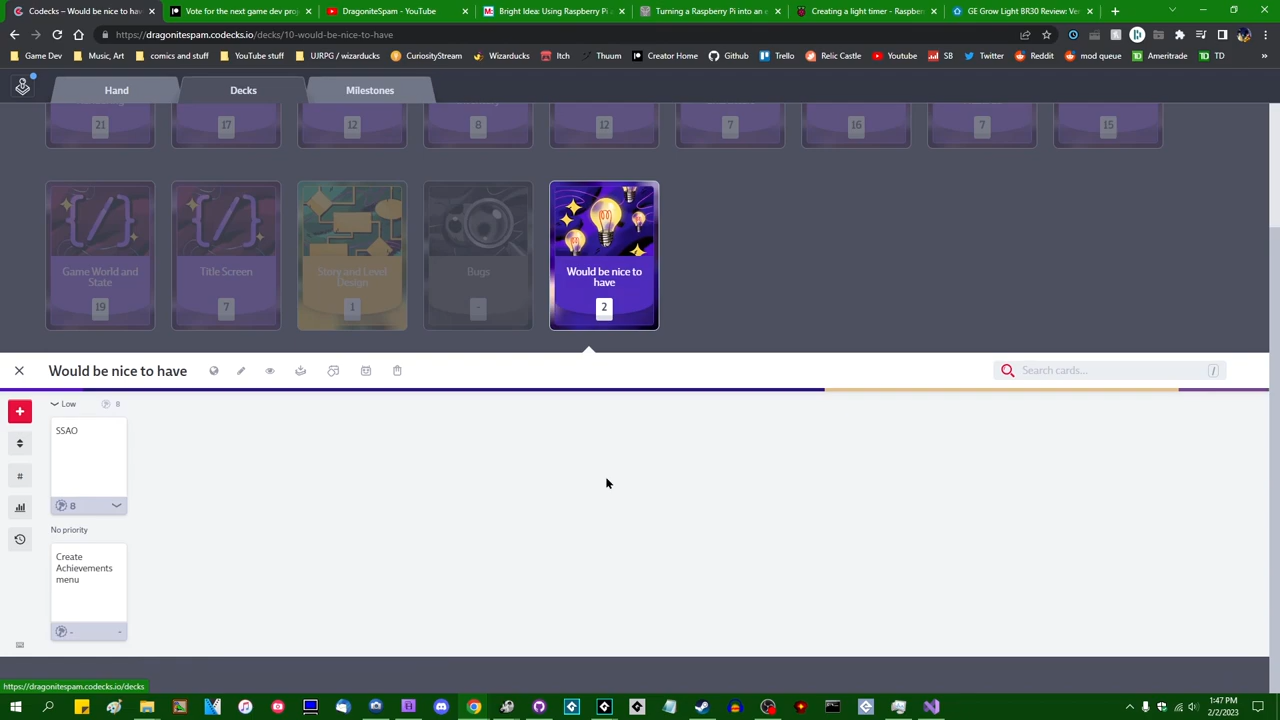 Codecks – Would be nice to have
Vote for the next game dev proj
DragoniteSpam - YouTube
Bright Idea: Using Raspberry Pi
Turning a Raspberry Pi into an e
Creating a light timer - Raspberr
GE Grow Light BR30 Review: Ver
https://dragonitespam.codecks.io/decks/10-would-be-nice-to-have
Game Dev
Music, Art
comics and stuff
YouTube stuff
UJRPG / wizarducks
CuriosityStream
Wizarducks
Itch
Thuum
Creator Home
Github
Trello
Relic Castle
Youtube
SB
Twitter
Reddit
mod queue
Ameritrade
TD
Hand
Decks
Milestones
21
17
12
8
12
7
16
7
15
Game World and
State
19
Title Screen
7
Story and Level
Design
1
Bugs
-
Would be nice to
have
2
Would be nice to have
Search cards...
/
Low
8
SSAO
8
No priority
Create
Achievements
menu
-
-
#
https://dragonitespam.codecks.io/decks
1:47 PM
2/2/2023